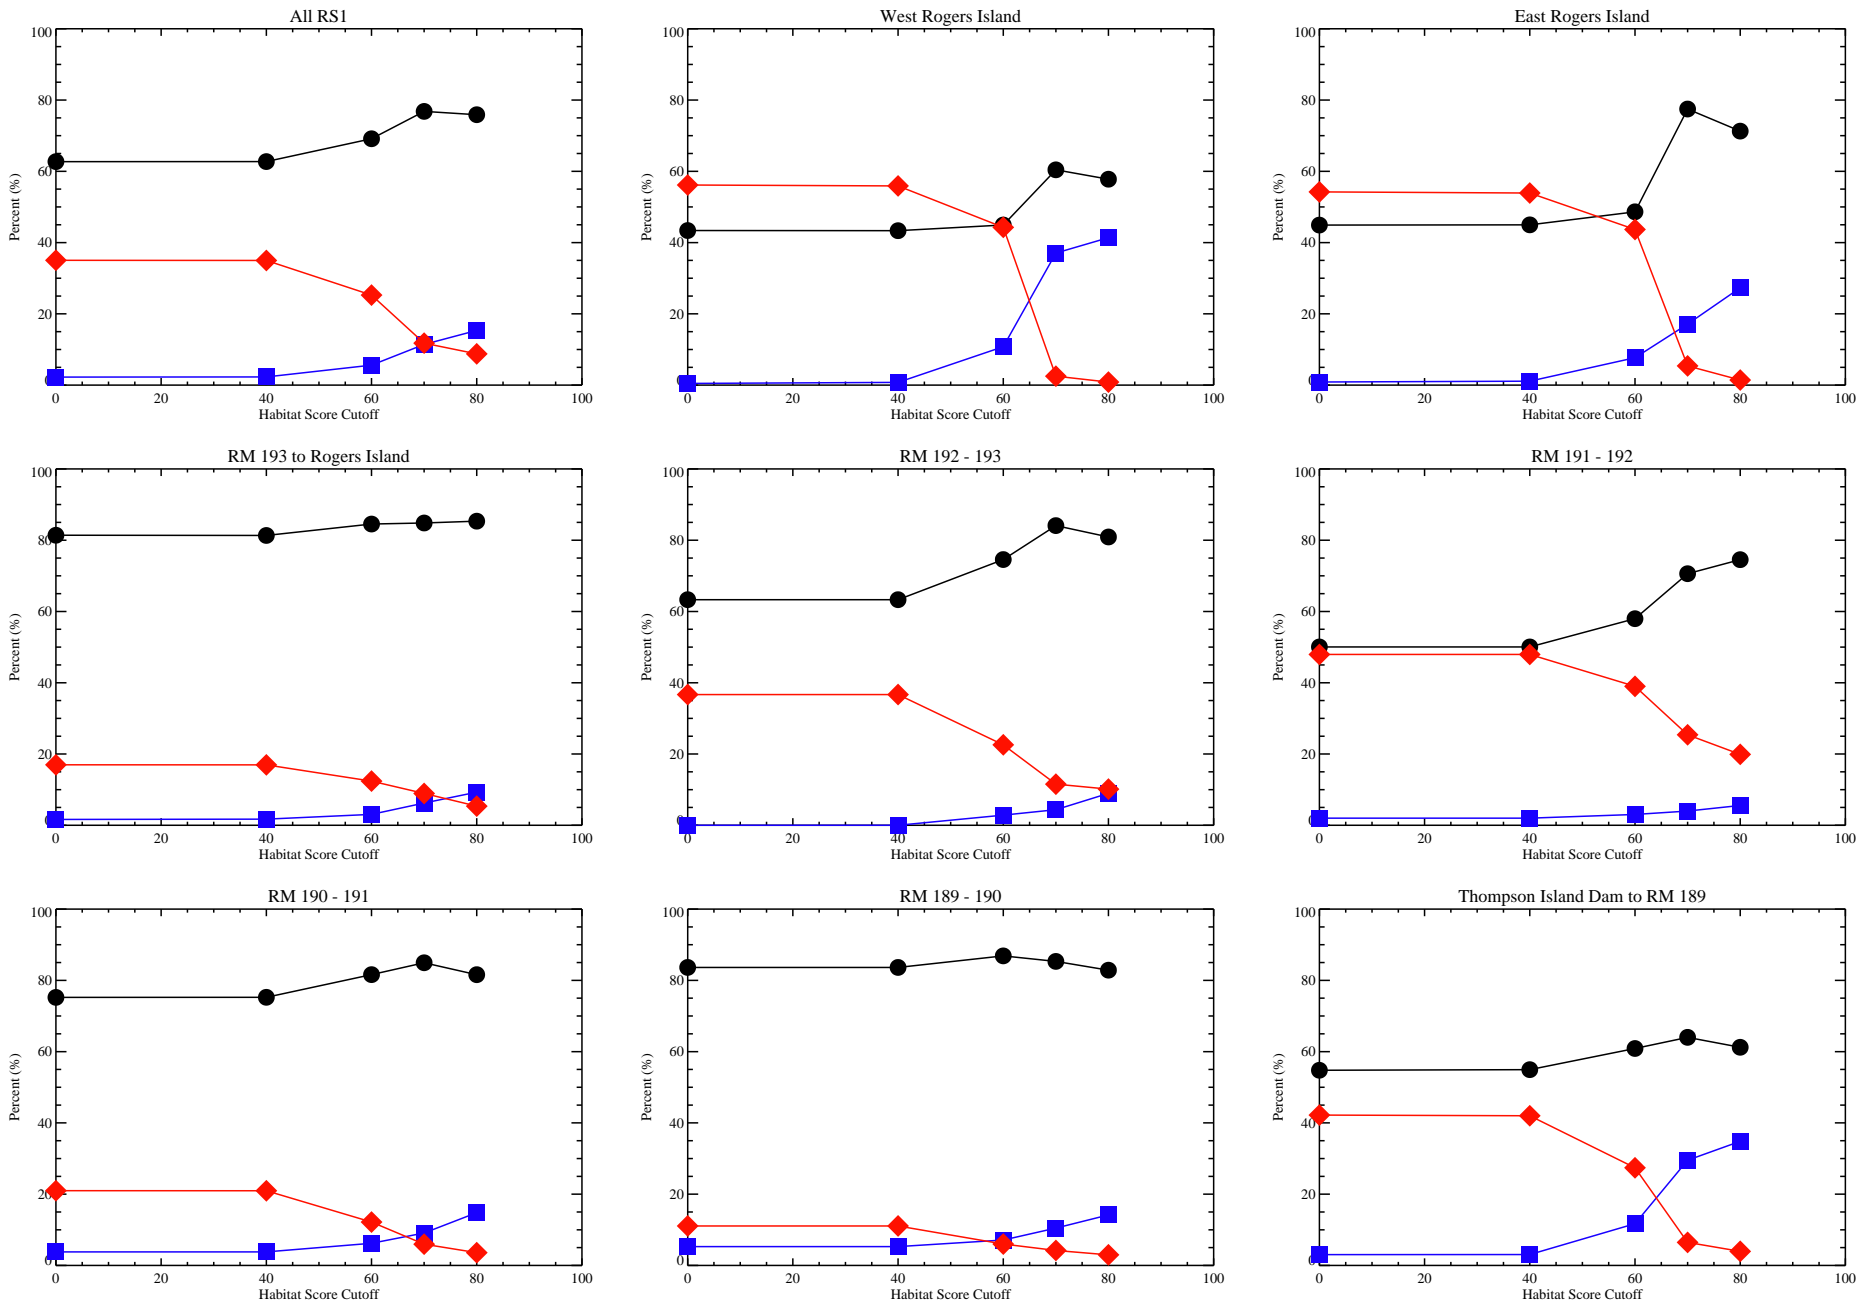 All RS1
West Rogers Island
East Rogers Island
100
80
60
40
20
0
Percent (%)
0 20 40 60 80 100
Habitat Score Cutoff
100
80
60
40
20
0
Percent (%)
0 20 40 60 80 100
Habitat Score Cutoff
100
80
60
40
20
0
Percent (%)
0 20 40 60 80 100
Habitat Score Cutoff
RM 193 to Rogers Island
RM 192 - 193
RM 191 - 192
100
80
60
40
20
0
Percent (%)
0 20 40 60 80 100
Habitat Score Cutoff
100
80
60
40
20
0
Percent (%)
0 20 40 60 80 100
Habitat Score Cutoff
100
80
60
40
20
0
Percent (%)
0 20 40 60 80 100
Habitat Score Cutoff
RM 190 - 191
RM 189 - 190
Thompson Island Dam to RM 189
100
80
60
40
20
0
Percent (%)
0 20 40 60 80 100
Habitat Score Cutoff
100
80
60
40
20
0
Percent (%)
0 20 40 60 80 100
Habitat Score Cutoff
100
80
60
40
20
0
Percent (%)
0 20 40 60 80 100
Habitat Score Cutoff